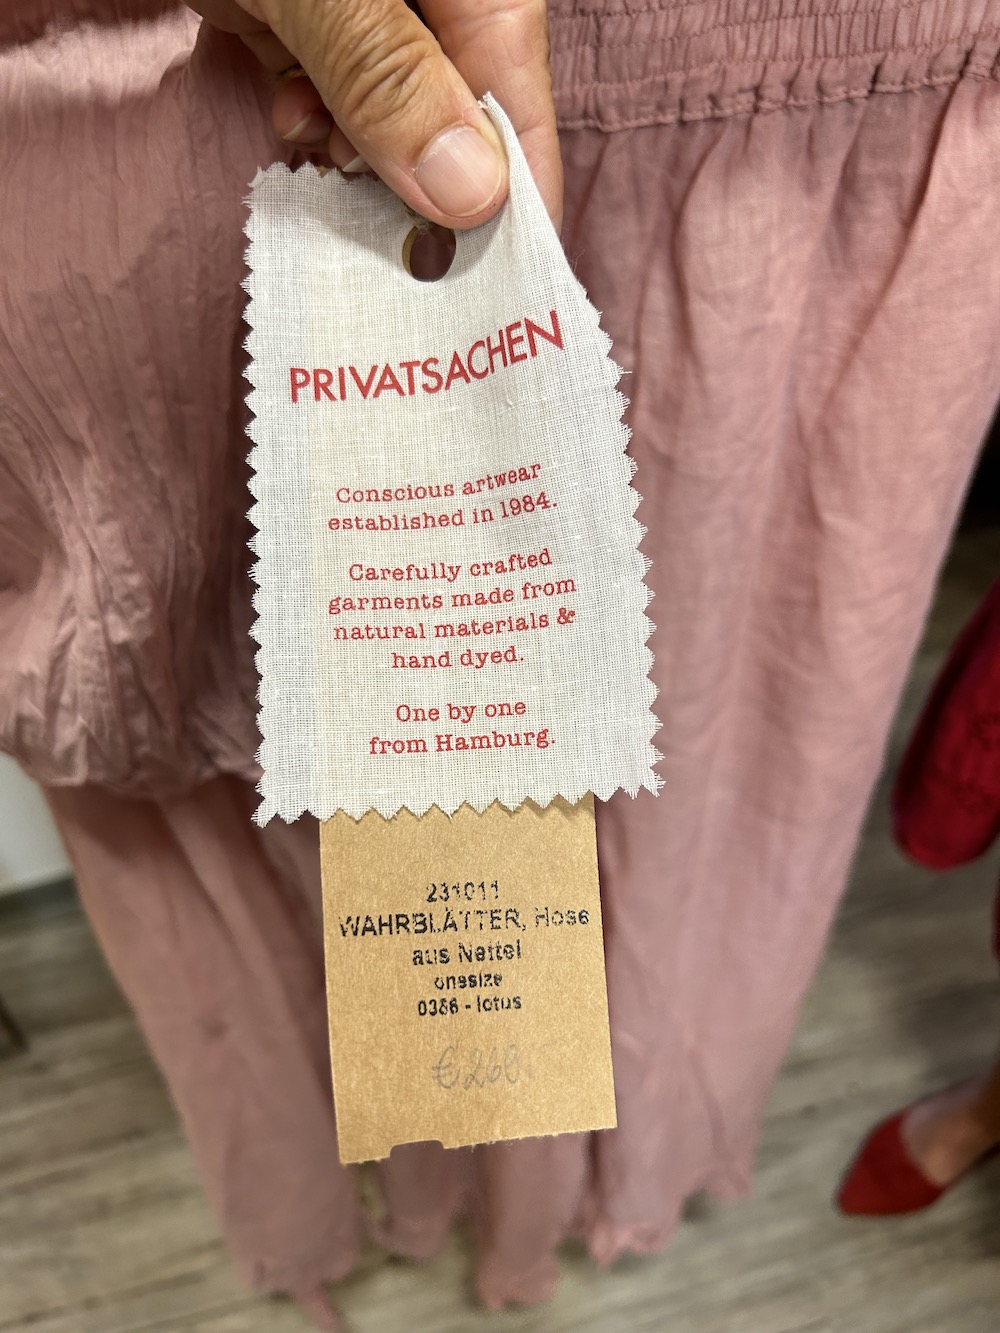 PRIVATSACHEN
Conscious artwear
established in 1984.
Carefully crafted
garments made from
natural materials &
hand dyed.
One by one
from Hamburg.
231011
WAHRBLÄTTER, Hose
aus Nettel
onesize
0366 - lotus
€260